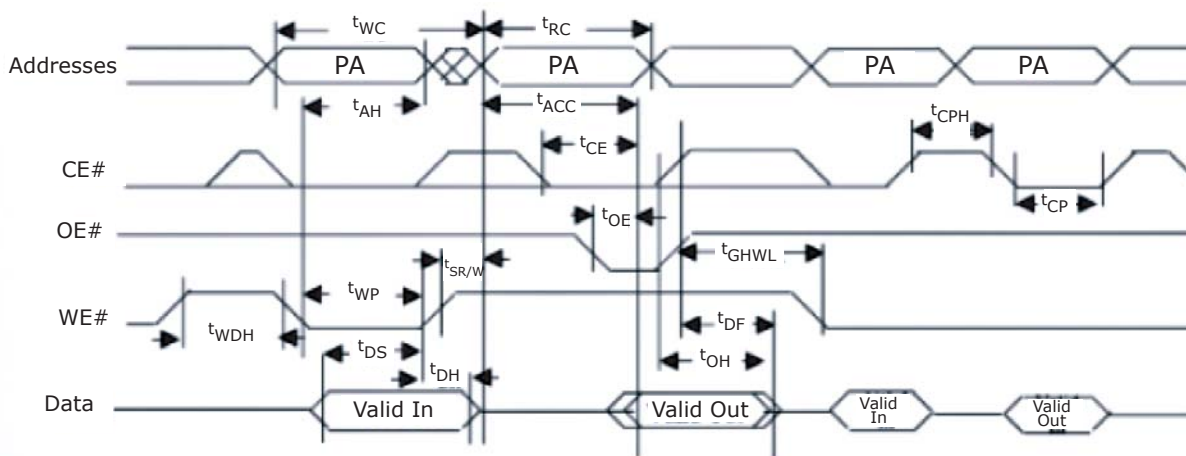 tWC tRC
Addresses PA PA PA PA
tAH tACC
tCPH
tCE
CE#
tCP
tOE
OE#
tGHWL
tSR/W
tWP
WE#
tWDH tDF
tDS
tOH
tDH
Data Valid In Valid Out Valid In Valid Out